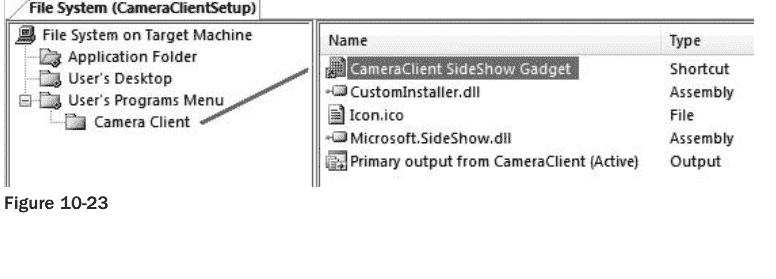 File System (CameraClientSetup)
File System on Target Machine
Application Folder
User's Desktop
User's Programs Menu
Camera Client
Name Type
CameraClient SideShow Gadget Shortcut
CustomInstaller.dll Assembly
Icon.ico File
Microsoft.SideShow.dll Assembly
Primary output from CameraClient (Active) Output
Figure 10-23